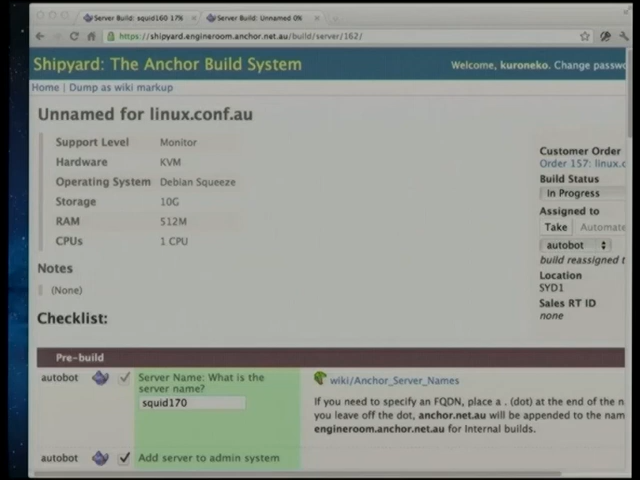 Server Build: squid160 17%
Server Build: Unnamed 0%
https://shipyard.engineroom.anchor.net.au/build/server/162/
Shipyard: The Anchor Build System
Welcome, kuroneko. Change passwo
Home | Dump as wiki markup
Unnamed for linux.conf.au
Support Level Monitor
Hardware KVM
Operating System Debian Squeeze
Storage 10G
RAM 512M
CPUs 1 CPU
Notes
(None)
Customer Order
Order 157: linux.c
Build Status
In Progress
Assigned to
Take Automate
autobot
build reassigned t
Location
SYD1
Sales RT ID
none
Checklist:
Pre-build
autobot
Server Name: What is the
server name?
squid170
wiki/Anchor_Server_Names
If you need to specify an FQDN, place a . (dot) at the end of the n
you leave off the dot, anchor.net.au will be appended to the nam
engineroom.anchor.net.au for Internal builds.
autobot
Add server to admin system